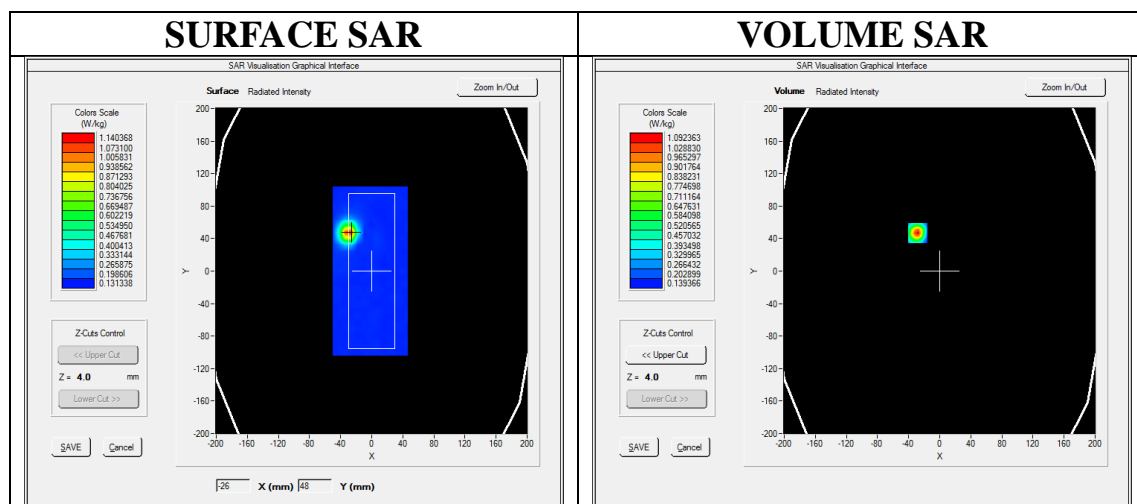 SURFACE SAR
VOLUME SAR
SAR Visualisation Graphical Interface
Surface Radiated Intensity
Zoom In/Out
Colors Scale
(W/kg)
1.140368
1.073100
1.005831
0.938562
0.871293
0.804025
0.736756
0.669487
0.602219
0.534950
0.467681
0.400413
0.333144
0.265875
0.198606
0.131338
Z-Cuts Control
<< Upper Cut
Z = 4.0 mm
Lower Cut >>
SAVE Cancel
200
160
120
80
40
0
-40
-80
-120
-160
-200
Y
-200 -160 -120 -80 -40 0 40 80 120 160 200
X
-26 X (mm) 48 Y (mm)
SAR Visualisation Graphical Interface
Volume Radiated Intensity
Zoom In/Out
Colors Scale
(W/kg)
1.092363
1.028830
0.965297
0.901764
0.838231
0.774698
0.711164
0.647631
0.584098
0.520565
0.457032
0.393498
0.329965
0.266432
0.202899
0.139366
Z-Cuts Control
<< Upper Cut
Z = 4.0 mm
Lower Cut >>
SAVE Cancel
200
160
120
80
40
0
-40
-80
-120
-160
-200
Y
-200 -160 -120 -80 -40 0 40 80 120 160 200
X